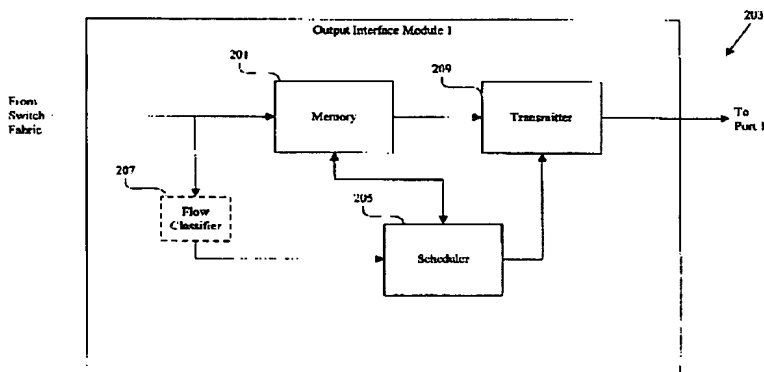 Output Interface Module 1
203
201
209
From
Switch
Fabric
Memory
Transmitter
To
Port 1
207
Flow
Classifier
205
Scheduler